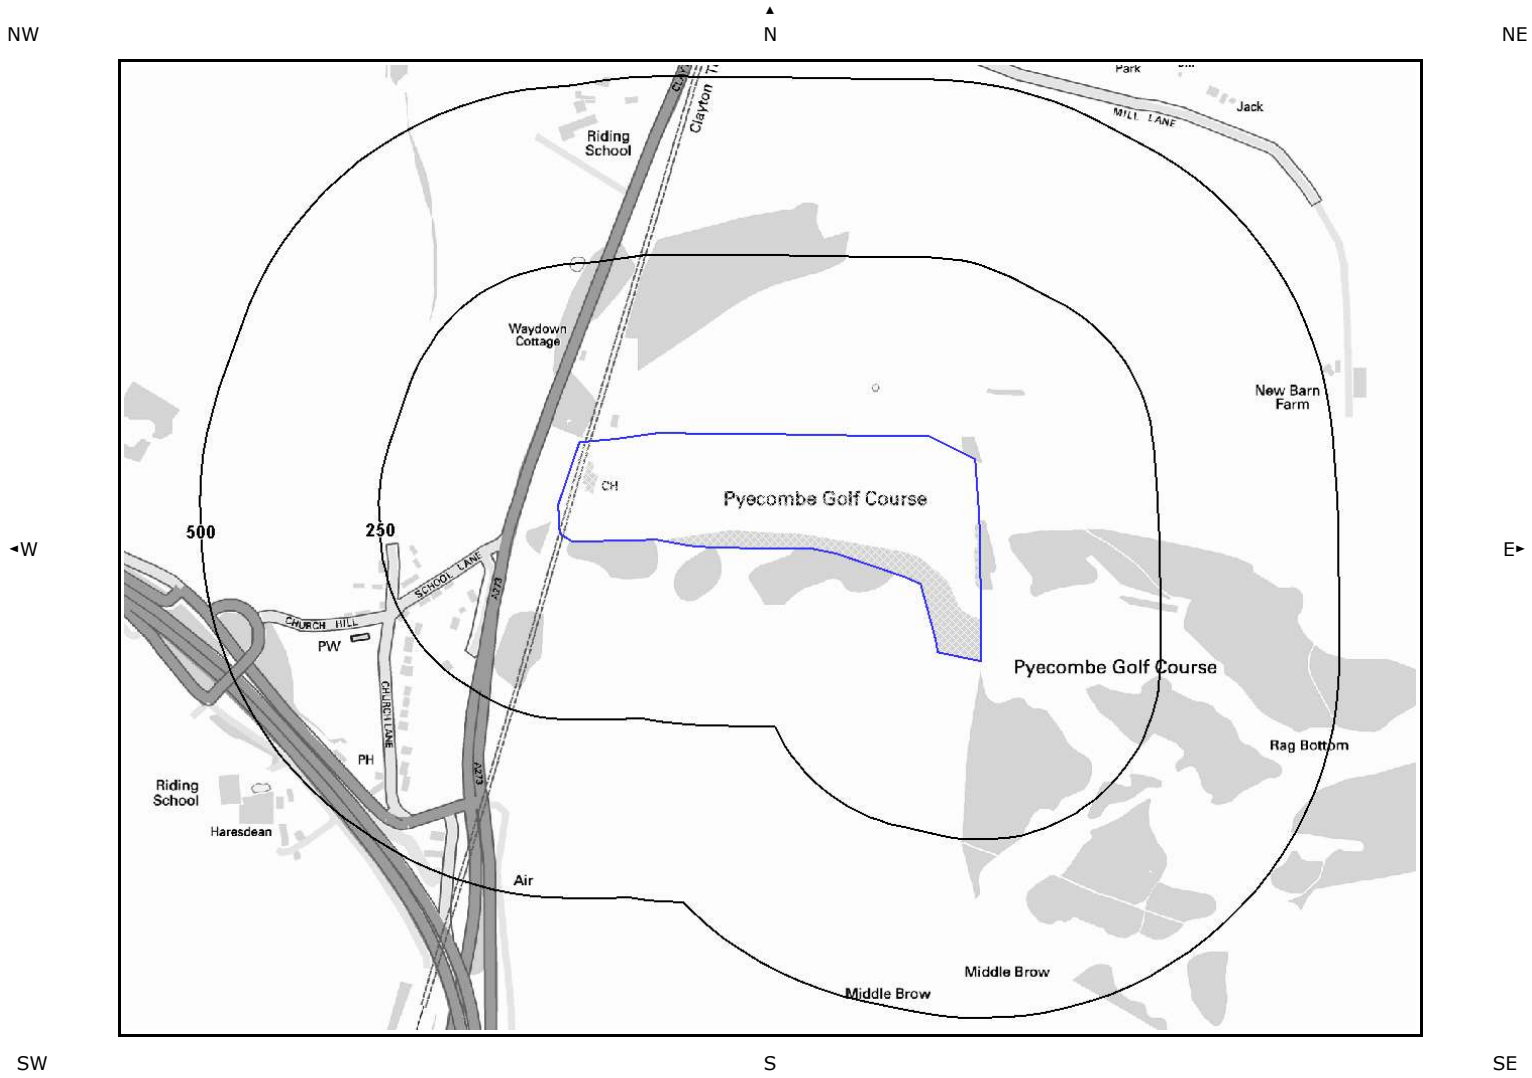 ▲
NW
N
NE
CLAY
Clayton
Park
Jack
MILL LANE
Riding
School
Waydown
Cottage
New Barn
Farm
CH
Pyecombe Golf Course
500
250
◄W
E►
SCHOOL LANE
A273
CHURCH HILL
PW
Pyecombe Golf Course
CHURCH LANE
Rag Bottom
PH
A273
Riding
School
Haresdean
Air
Middle Brow
Middle Brow
SW
S
SE